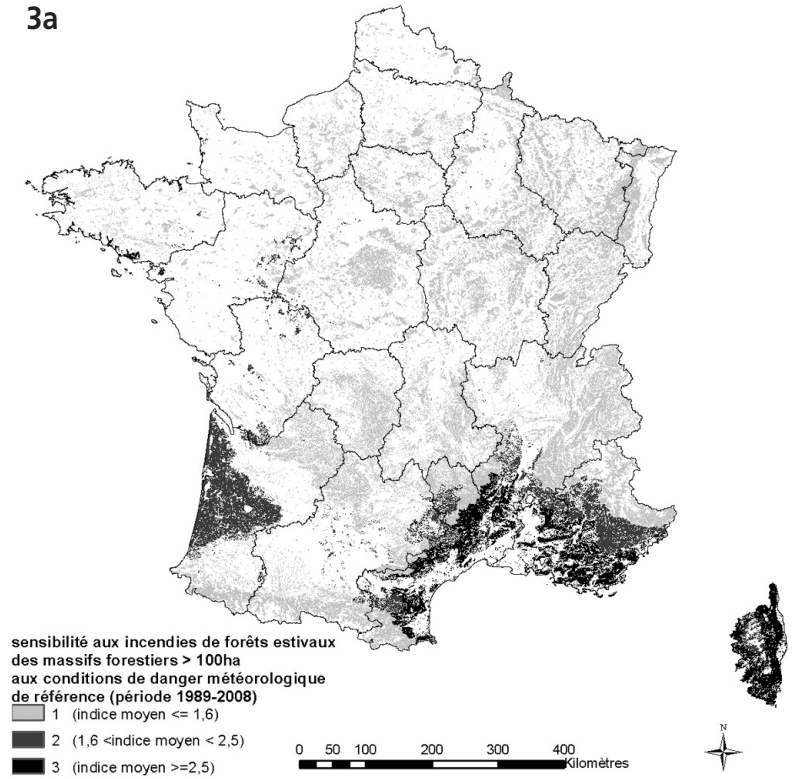 3a
sensibilité aux incendies de forêts estivaux
des massifs forestiers > 100ha
aux conditions de danger météorologique
de référence (période 1989-2008)
1 (indice moyen <= 1,6)
2 (1,6 <indice moyen < 2,5)
3 (indice moyen >=2,5)
0 50 100 200 300 400
Kilomètres
N